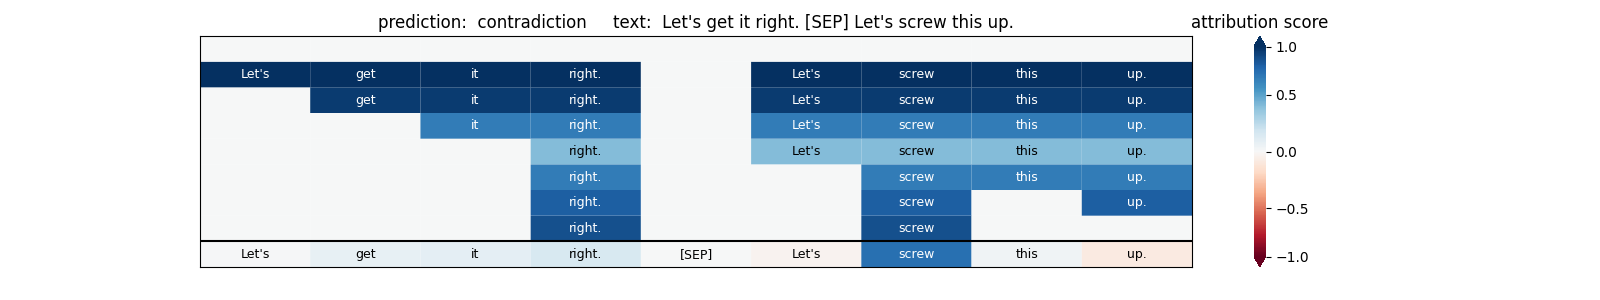 prediction:  contradiction     text:  Let's get it right. [SEP] Let's screw this up.
attribution score
Let's get it right. Let's screw this up.
get it right. Let's screw this up.
it right. Let's screw this up.
right. Let's screw this up.
right. screw this up.
right. screw up.
right. screw
Let's get it right. [SEP] Let's screw this up.
1.0
0.5
0.0
−0.5
−1.0